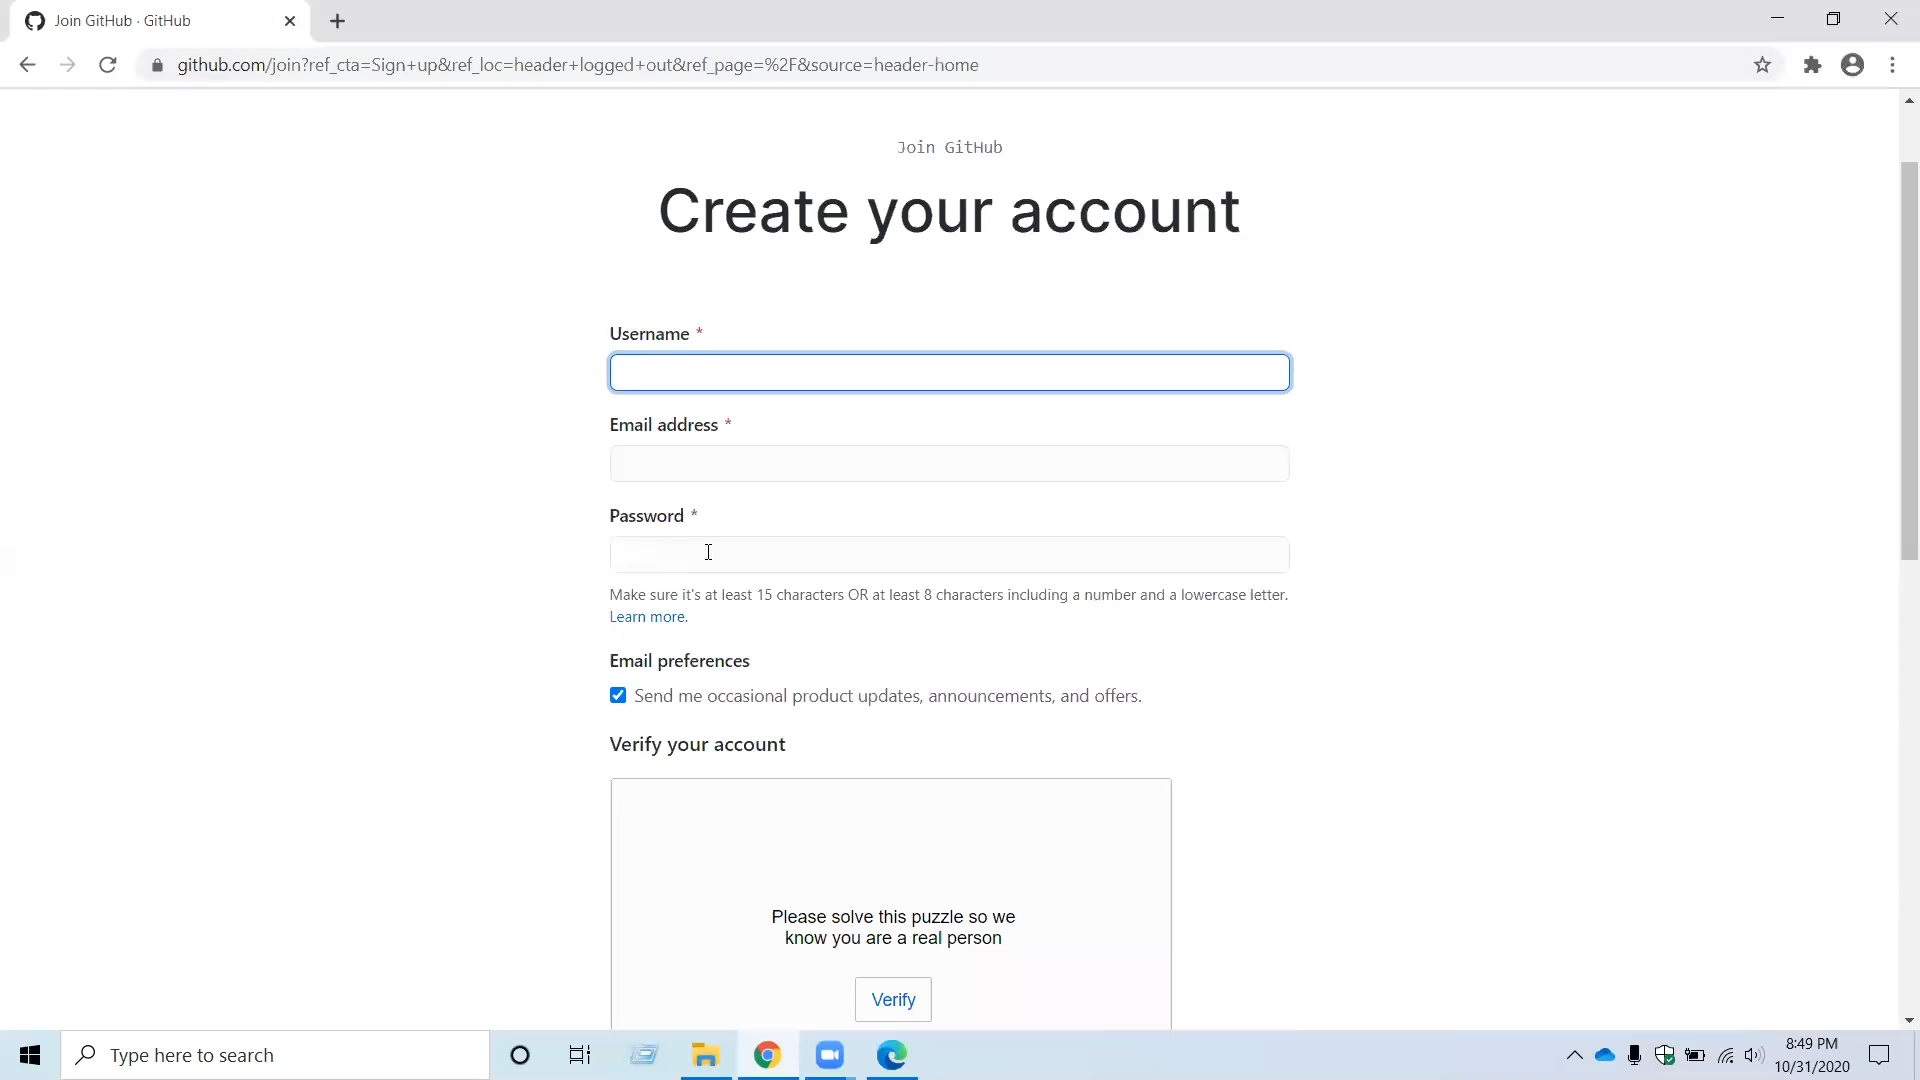 Join GitHub · GitHub
github.com/join?ref_cta=Sign+up&ref_loc=header+logged+out&ref_page=%2F&source=header-home
Join GitHub
Create your account
Username *
Email address *
Password *
Make sure it's at least 15 characters OR at least 8 characters including a number and a lowercase letter.
Learn more.
Email preferences
Send me occasional product updates, announcements, and offers.
Verify your account
Please solve this puzzle so we
know you are a real person
Verify
Type here to search
8:49 PM
10/31/2020